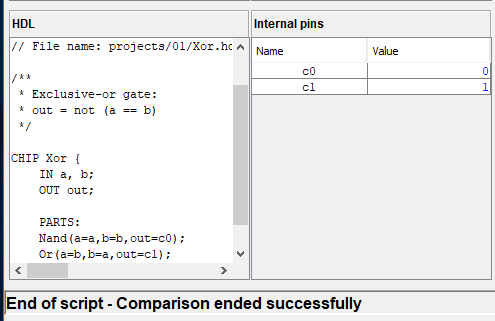 HDL
// File name: projects/01/Xor.hd
/**
 * Exclusive-or gate:
 * out = not (a == b)
 */
CHIP Xor {
    IN a, b;
    OUT out;
    PARTS:
    Nand(a=a,b=b,out=c0);
    Or(a=b,b=a,out=c1);
Internal pins
Name Value
c0 0
c1 1
End of script - Comparison ended successfully